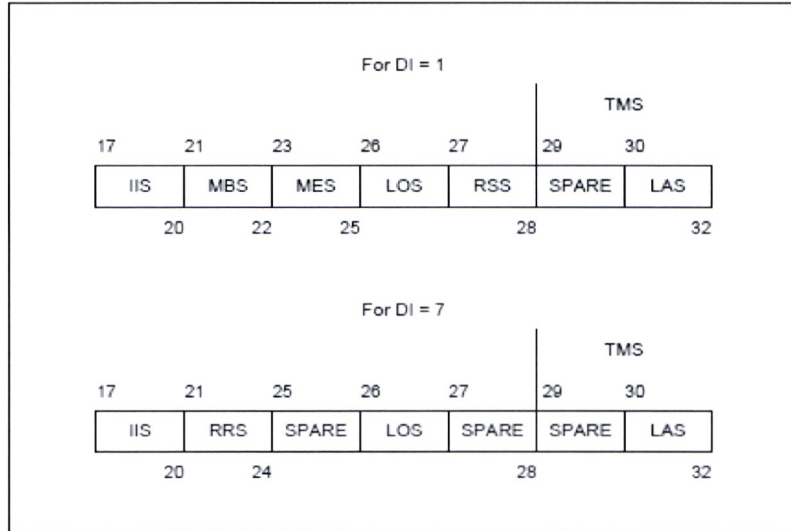 For DI = 1
TMS
17 21 23 26 27 29 30
IIS MBS MES LOS RSS SPARE LAS
20 22 25 28 32
For DI = 7
TMS
17 21 25 26 27 29 30
IIS RRS SPARE LOS SPARE SPARE LAS
20 24 28 32